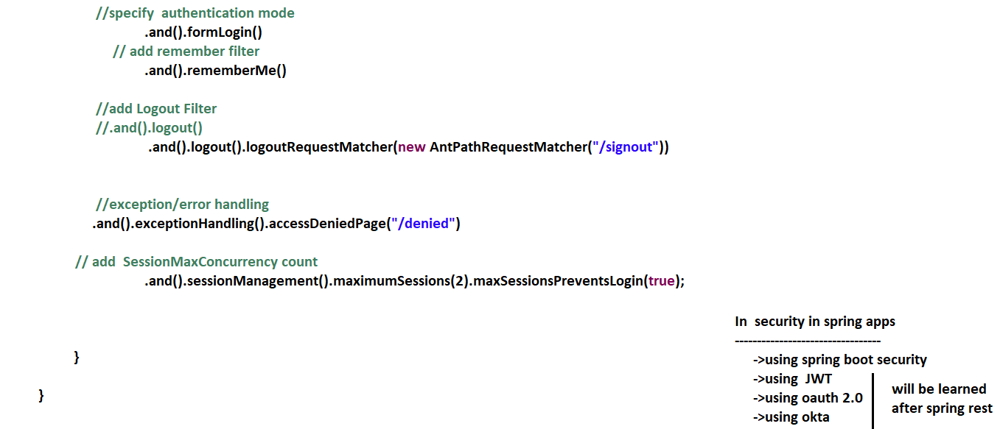 //specify  authentication mode
.and().formLogin()
// add remember filter
.and().rememberMe()
//add Logout Filter
//.and().logout()
.and().logout().logoutRequestMatcher(new AntPathRequestMatcher("/signout"))
//exception/error handling
.and().exceptionHandling().accessDeniedPage("/denied")
// add  SessionMaxConcurrency count
.and().sessionManagement().maximumSessions(2).maxSessionsPreventsLogin(true);
}
}
In  security in spring apps
---------------------------------
->using spring boot security
->using  JWT
->using oauth 2.0
->using okta
will be learned
after spring rest